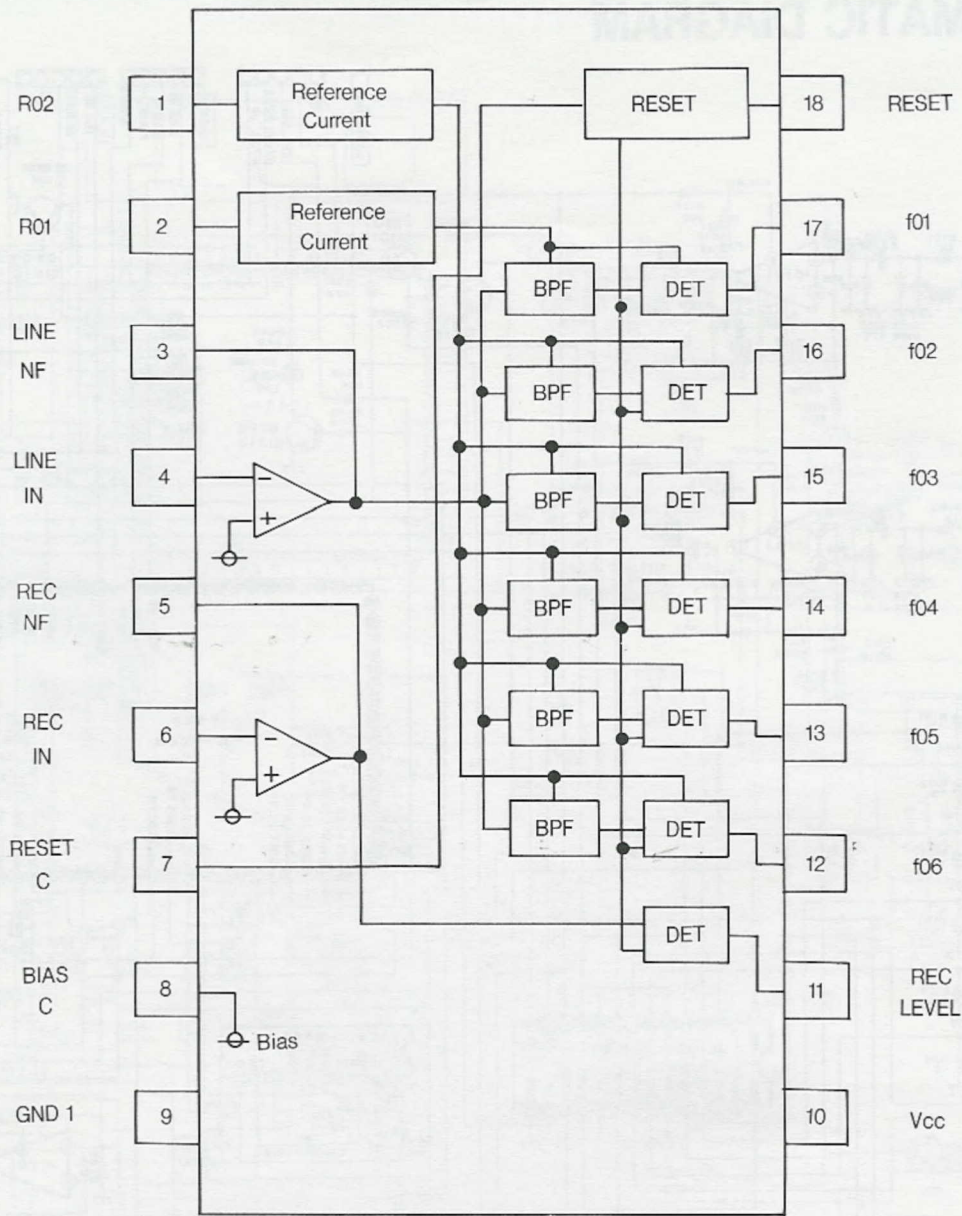 MATIC DIAGRAM
R02
1
Reference
Current
RESET
18
RESET
R01
2
Reference
Current
17
f01
BPF
DET
LINE
NF
3
16
f02
BPF
DET
LINE
IN
4
−
+
BPF
DET
15
f03
REC
NF
5
BPF
DET
14
f04
REC
IN
6
−
+
BPF
DET
13
f05
BPF
DET
RESET
C
7
12
f06
DET
BIAS
C
8
Bias
11
REC
LEVEL
GND 1
9
10
Vcc